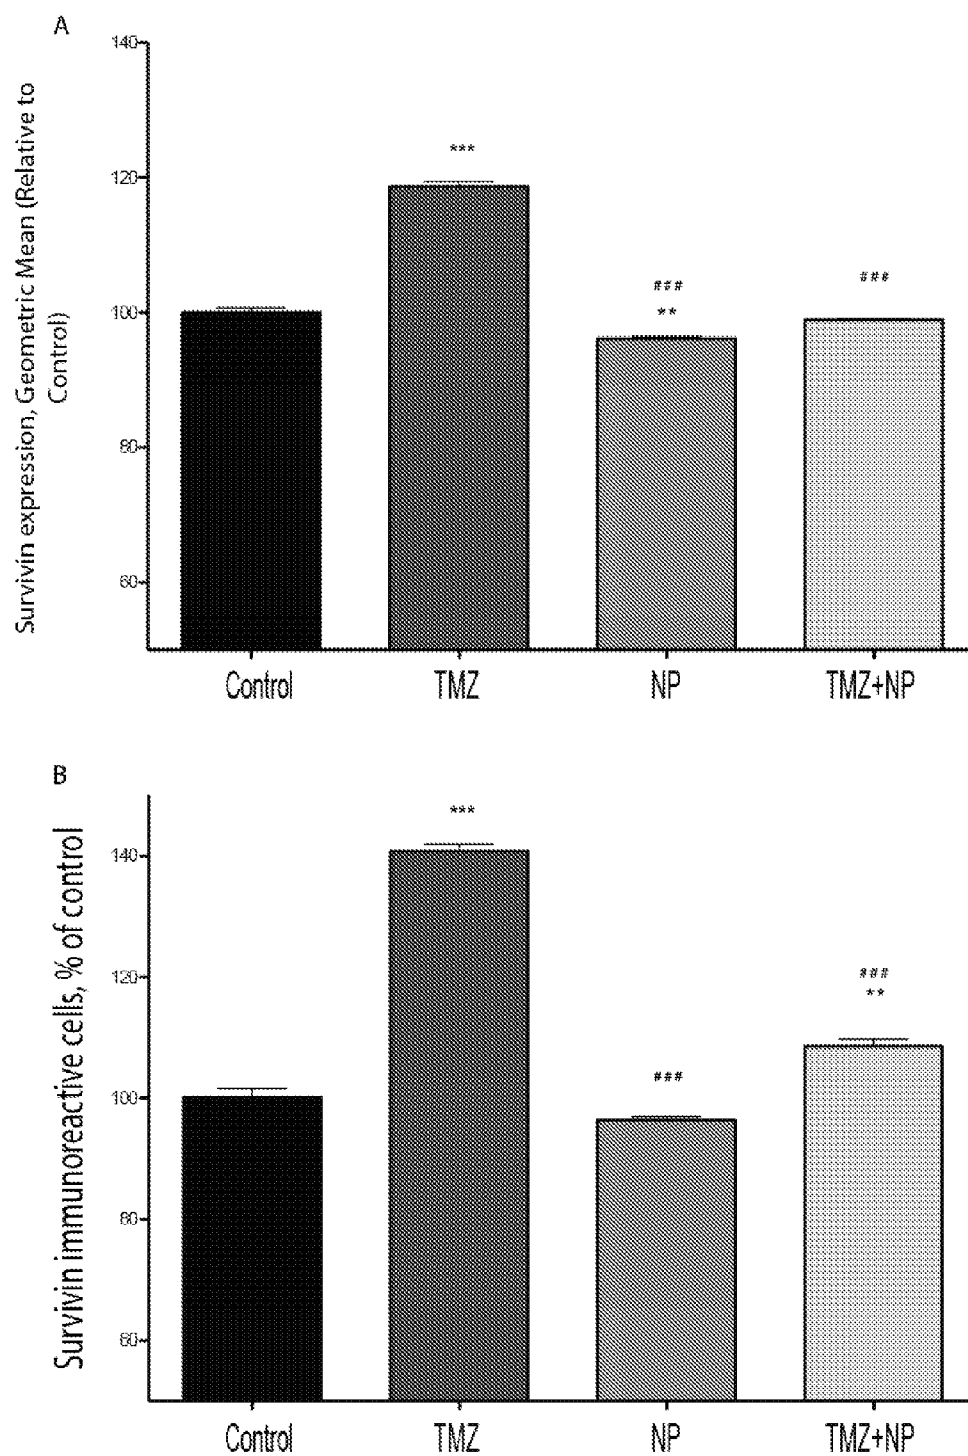 A
Survivin expression, Geometric Mean (Relative to
Control)
140
120
100
80
60
***
###
**
###
Control
TMZ
NP
TMZ+NP
B
Survivin immunoreactive cells, % of control
140
120
100
80
60
***
###
###
**
Control
TMZ
NP
TMZ+NP